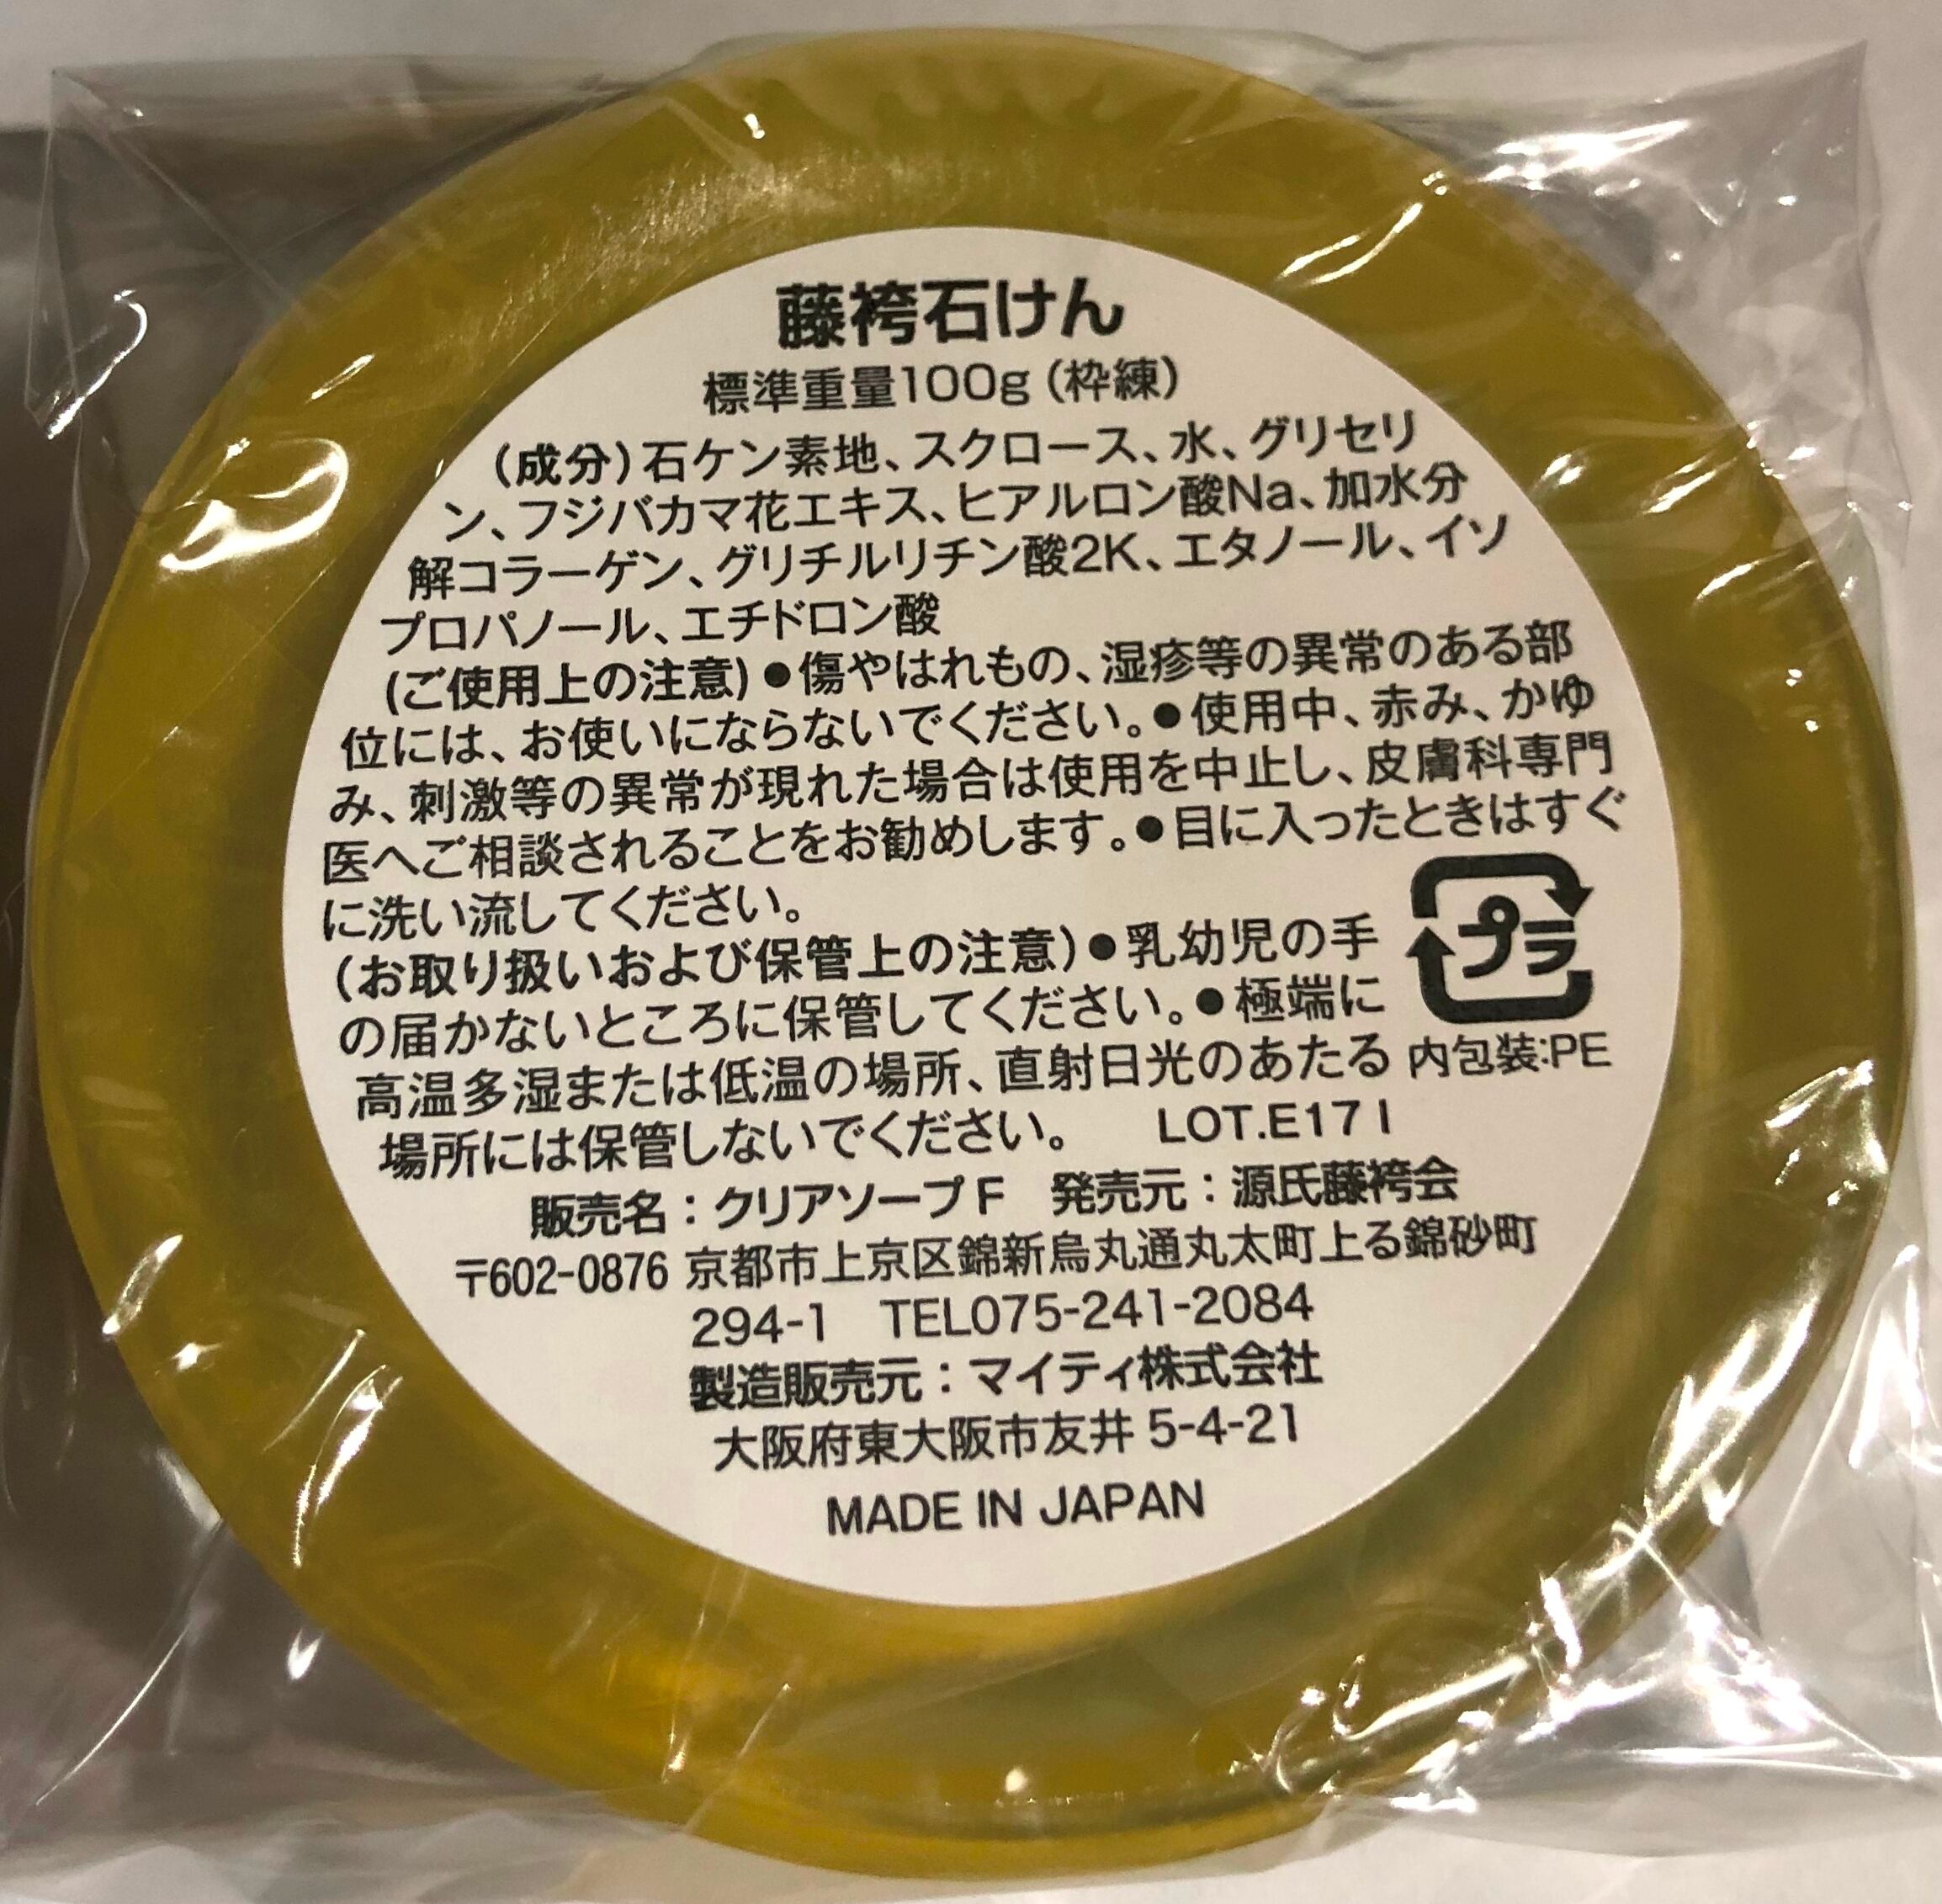 藤袴石けん
標準重量100g（枠練）
（成分）石ケン素地、スクロース、水、グリセリ
ン、フジバカマ花エキス、ヒアルロン酸Na、加水分
解コラーゲン、グリチルリチン酸2K、エタノール、イソ
プロパノール、エチドロン酸
(ご使用上の注意)●傷やはれもの、湿疹等の異常のある部
位には、お使いにならないでください。●使用中、赤み、かゆ
み、刺激等の異常が現れた場合は使用を中止し、皮膚科専門
医へご相談されることをお勧めします。●目に入ったときはすぐ
に洗い流してください。
（お取り扱いおよび保管上の注意）●乳幼児の手
の届かないところに保管してください。●極端に
高温多湿または低温の場所、直射日光のあたる
場所には保管しないでください。
プラ
内包装:PE
LOT.E17 I
販売名：クリアソープF 発売元：源氏藤袴会
〒602-0876 京都市上京区錦新烏丸通丸太町上る錦砂町
294-1 TEL075-241-2084
製造販売元：マイティ株式会社
大阪府東大阪市友井 5-4-21
MADE IN JAPAN